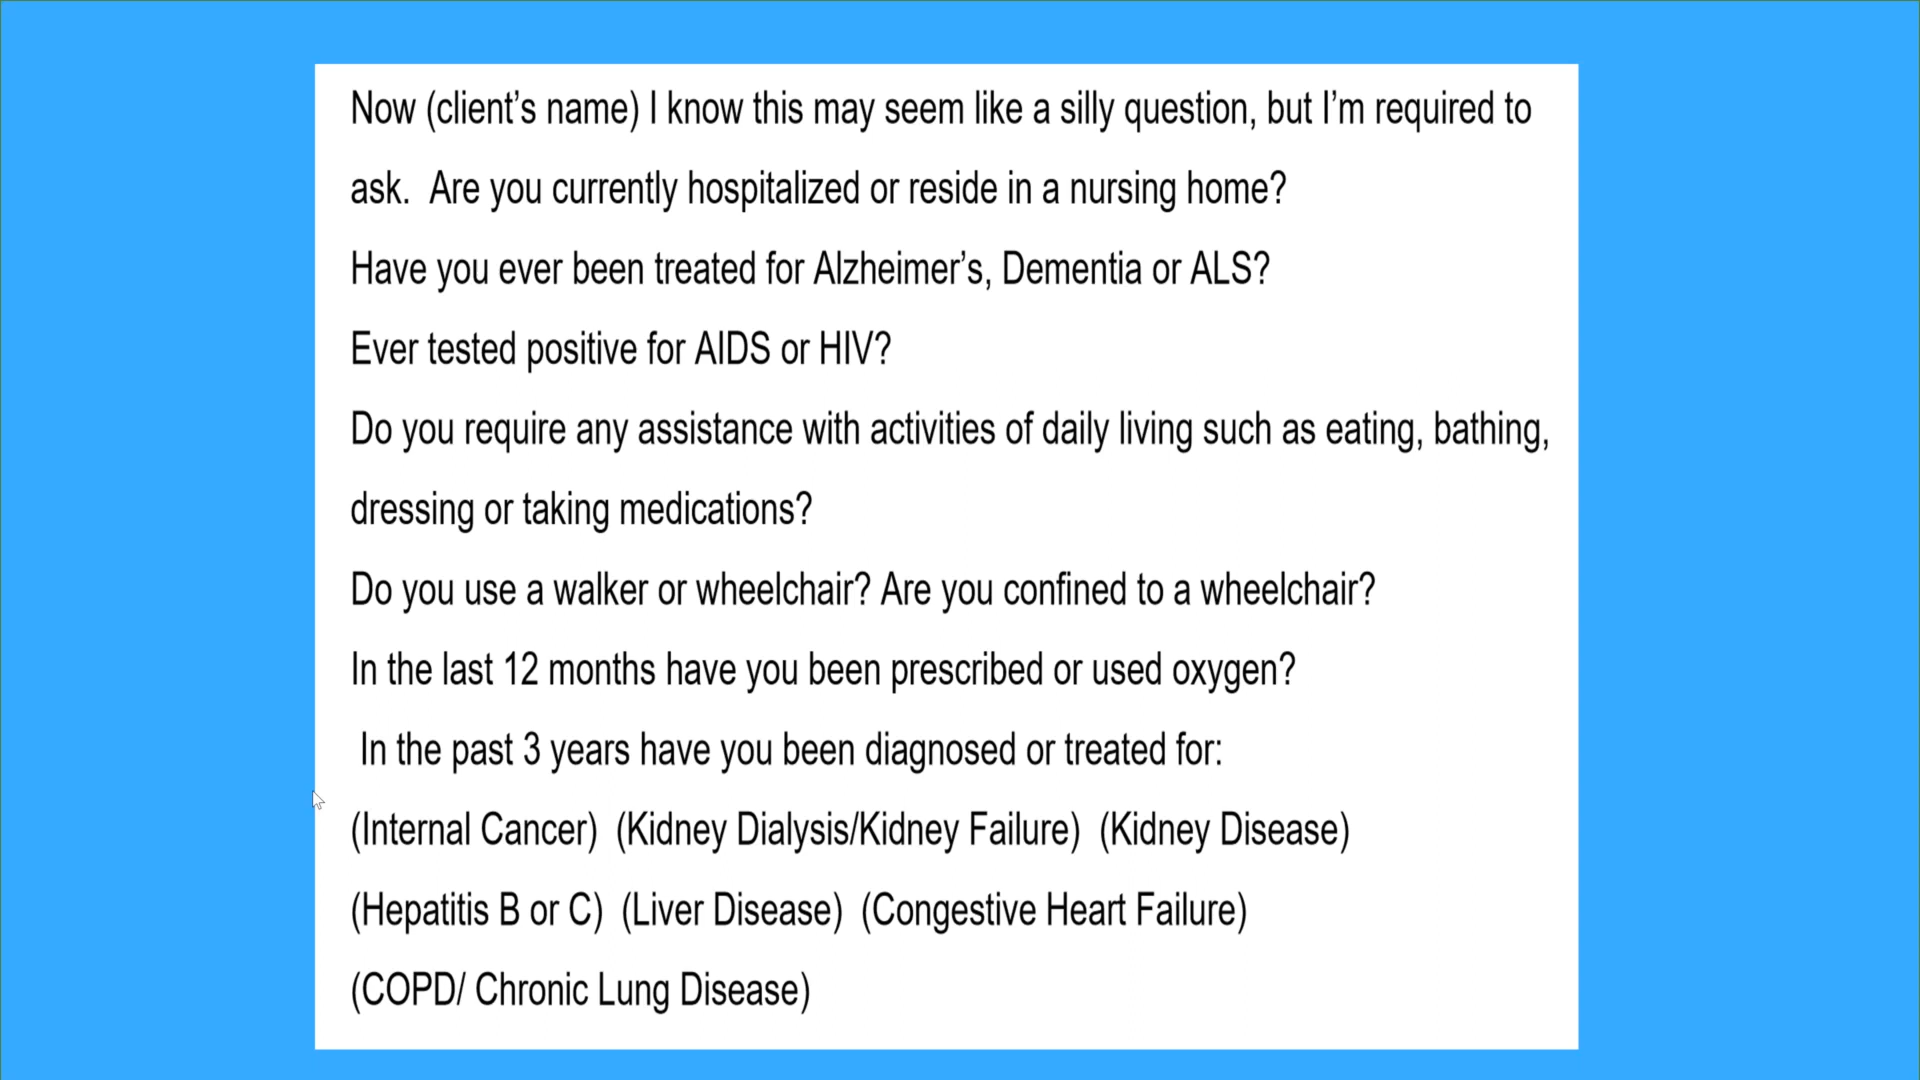 Now (client’s name) I know this may seem like a silly question, but I’m required to
ask.  Are you currently hospitalized or reside in a nursing home?
Have you ever been treated for Alzheimer’s, Dementia or ALS?
Ever tested positive for AIDS or HIV?
Do you require any assistance with activities of daily living such as eating, bathing,
dressing or taking medications?
Do you use a walker or wheelchair? Are you confined to a wheelchair?
In the last 12 months have you been prescribed or used oxygen?
In the past 3 years have you been diagnosed or treated for:
(Internal Cancer)  (Kidney Dialysis/Kidney Failure)  (Kidney Disease)
(Hepatitis B or C)  (Liver Disease)  (Congestive Heart Failure)
(COPD/ Chronic Lung Disease)